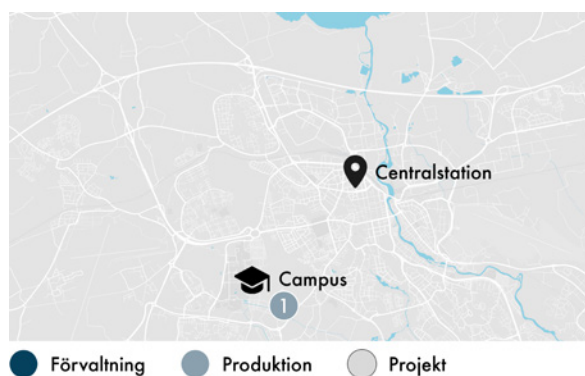 Centralstation
Campus
1
Förvaltning
Produktion
Projekt